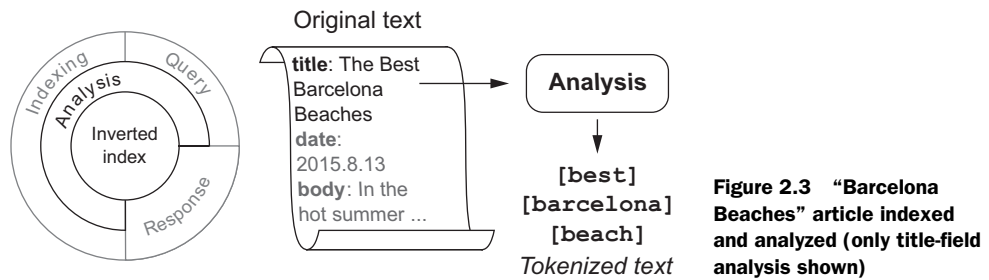 Original text
Indexing
Query
Analysis
Inverted
index
Response
title: The Best
Barcelona
Beaches
date:
2015.8.13
body: In the
hot summer ...
Analysis
[best]
[barcelona]
[beach]
Tokenized text
Figure 2.3 “Barcelona
Beaches” article indexed
and analyzed (only title-field
analysis shown)